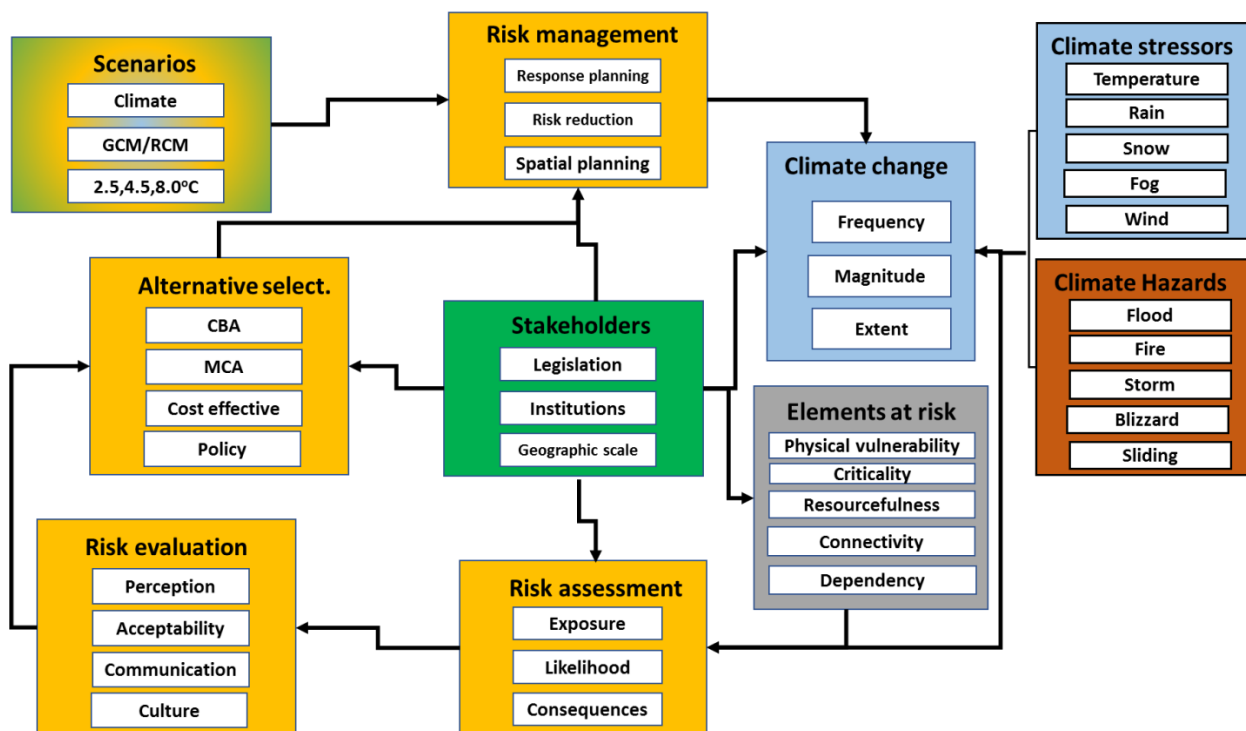 Scenarios
Climate
GCM/RCM
2.5,4.5,8.0°C
Risk management
Response planning
Risk reduction
Spatial planning
Climate stressors
Temperature
Rain
Snow
Fog
Wind
Climate change
Frequency
Magnitude
Extent
Alternative select.
CBA
MCA
Cost effective
Policy
Stakeholders
Legislation
Institutions
Geographic scale
Climate Hazards
Flood
Fire
Storm
Blizzard
Sliding
Elements at risk
Physical vulnerability
Criticality
Resourcefulness
Connectivity
Dependency
Risk evaluation
Perception
Acceptability
Communication
Culture
Risk assessment
Exposure
Likelihood
Consequences